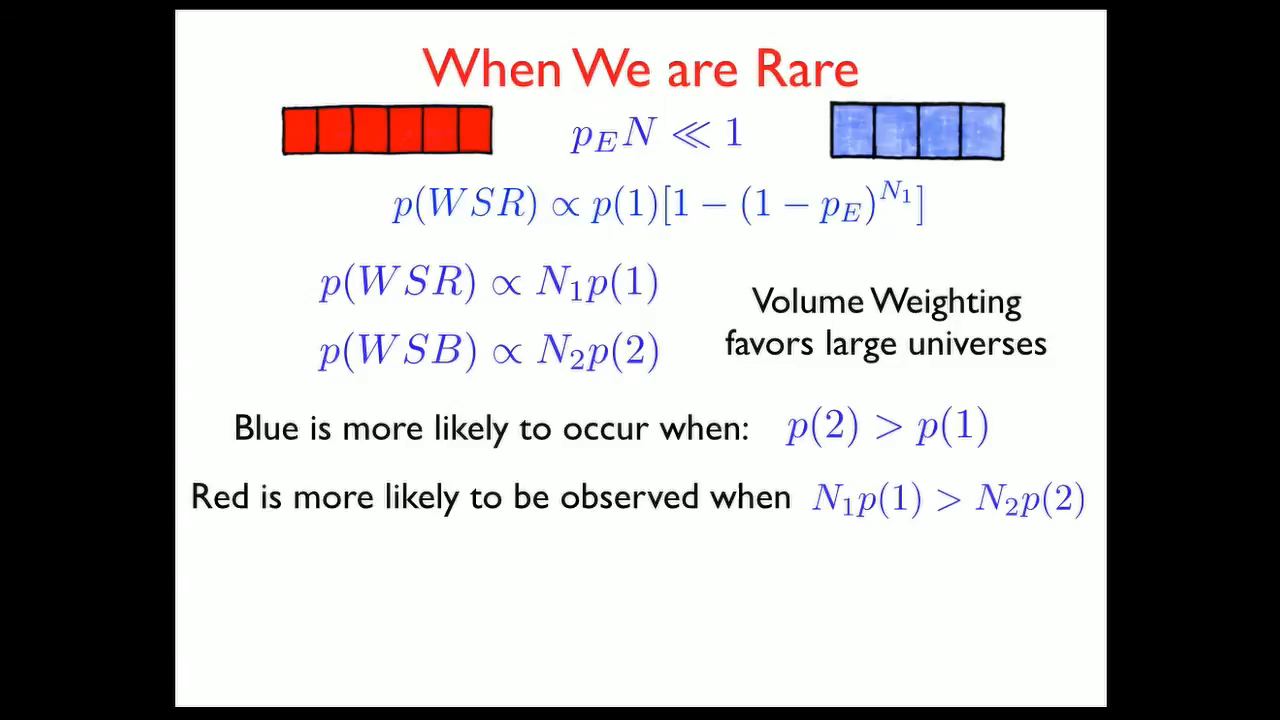 When We are Rare
p_E N ≪ 1
p(WSR) ∝ p(1)[1 − (1 − p_E)^{N_1}]
p(WSR) ∝ N_1 p(1)
p(WSB) ∝ N_2 p(2)
Volume Weighting
favors large universes
Blue is more likely to occur when: p(2) > p(1)
Red is more likely to be observed when N_1 p(1) > N_2 p(2)